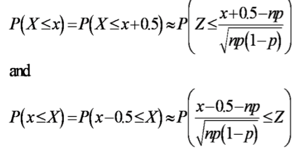 P(X≤x)=P(X≤x+0.5)≈P(Z≤(x+0.5−np)/√(np(1−p)))
and
P(x≤X)=P(x−0.5≤X)≈P((x−0.5−np)/√(np(1−p))≤Z)